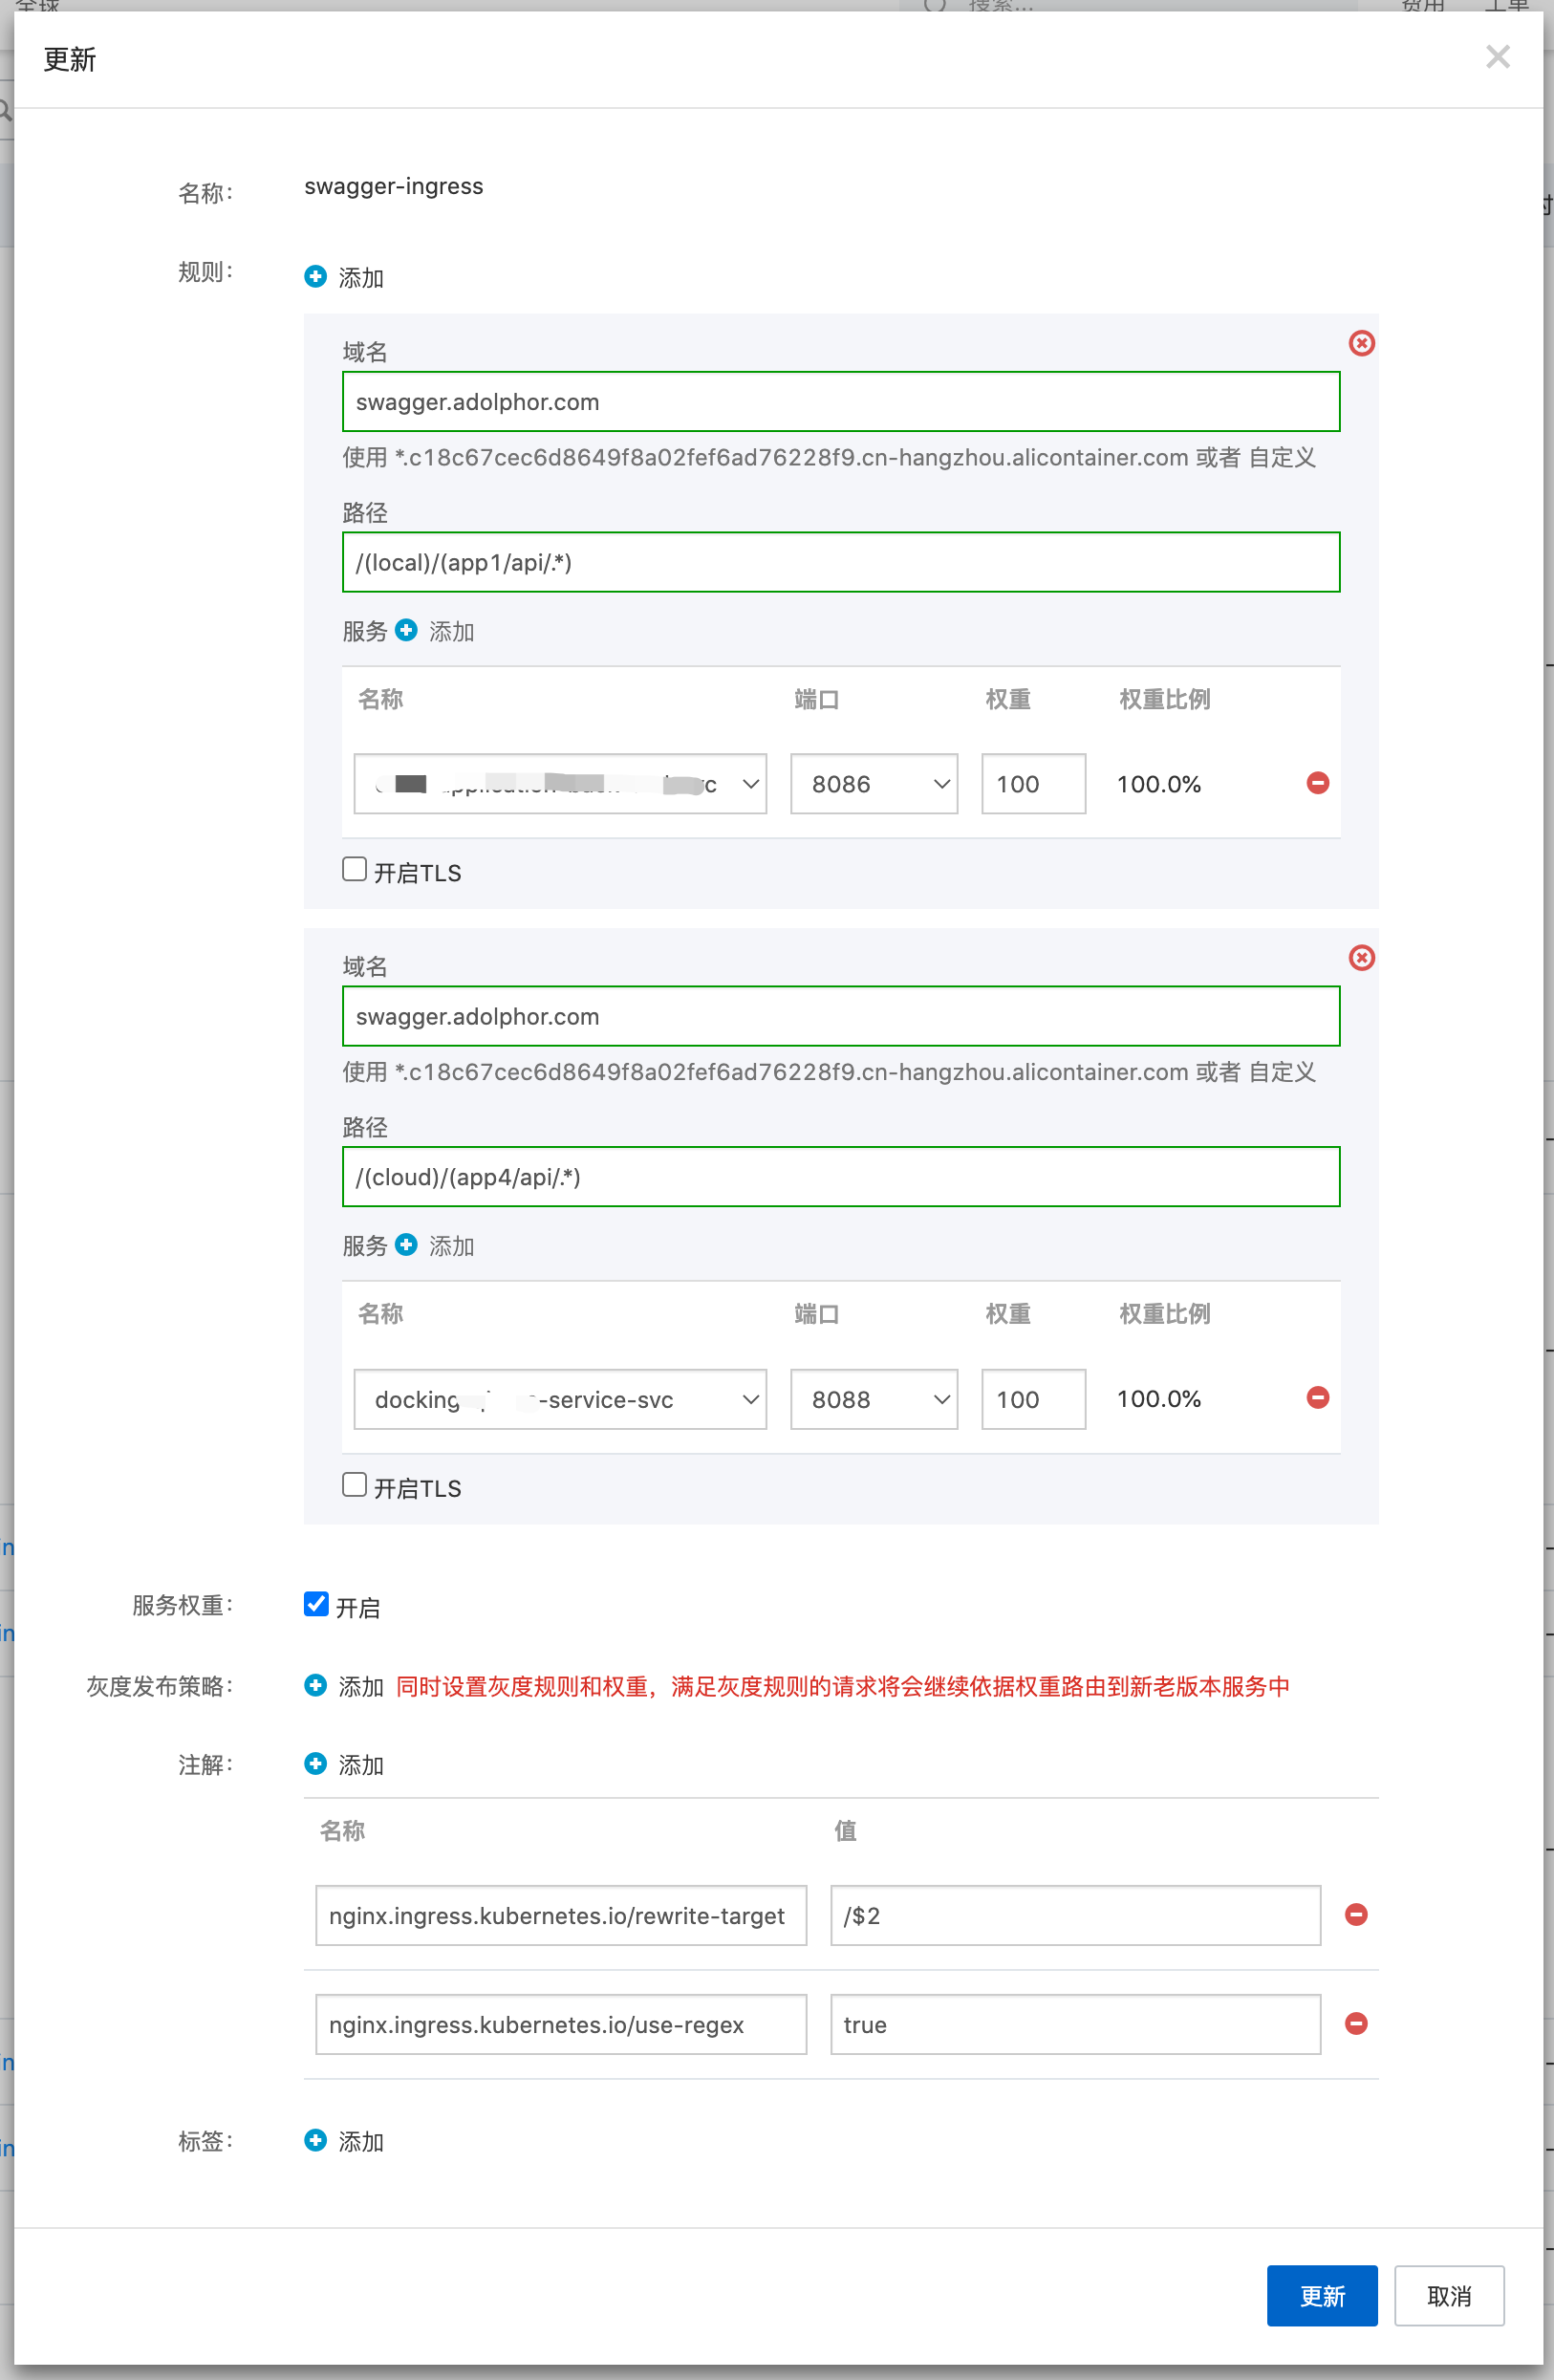 全球 搜索... 费用 工单
更新
名称： swagger-ingress
规则： 添加
域名
swagger.adolphor.com
使用 *.c18c67cec6d8649f8a02fef6ad76228f9.cn-hangzhou.alicontainer.com 或者 自定义
路径
/(local)/(app1/api/.*)
服务 添加
名称 端口 权重 权重比例
8086 100 100.0%
开启TLS
域名
swagger.adolphor.com
使用 *.c18c67cec6d8649f8a02fef6ad76228f9.cn-hangzhou.alicontainer.com 或者 自定义
路径
/(cloud)/(app4/api/.*)
服务 添加
名称 端口 权重 权重比例
docking -service-svc 8088 100 100.0%
开启TLS
服务权重： 开启
灰度发布策略： 添加 同时设置灰度规则和权重，满足灰度规则的请求将会继续依据权重路由到新老版本服务中
注解： 添加
名称 值
nginx.ingress.kubernetes.io/rewrite-target /$2
nginx.ingress.kubernetes.io/use-regex true
标签： 添加
更新 取消